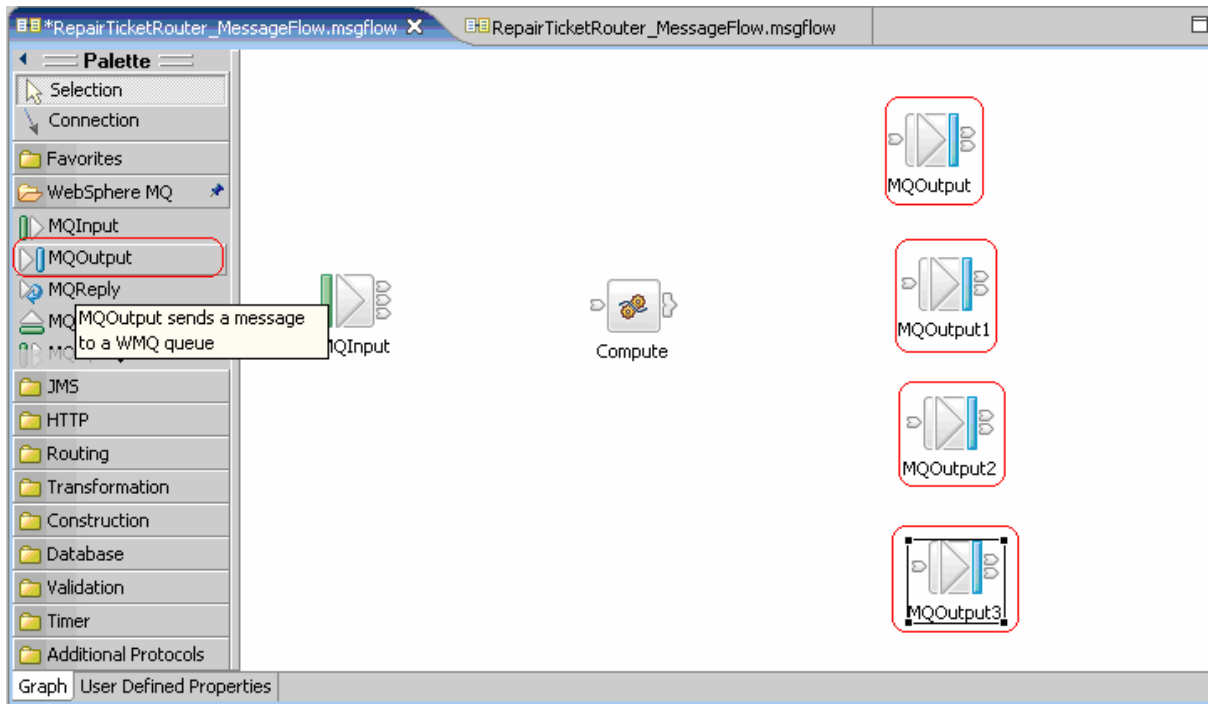 *RepairTicketRouter_MessageFlow.msgflow
RepairTicketRouter_MessageFlow.msgflow
Palette
Selection
Connection
Favorites
WebSphere MQ
MQInput
MQOutput
MQReply
MQOutput sends a message
to a WMQ queue
JMS
HTTP
Routing
Transformation
Construction
Database
Validation
Timer
Additional Protocols
MQInput
Compute
MQOutput
MQOutput1
MQOutput2
MQOutput3
Graph
User Defined Properties